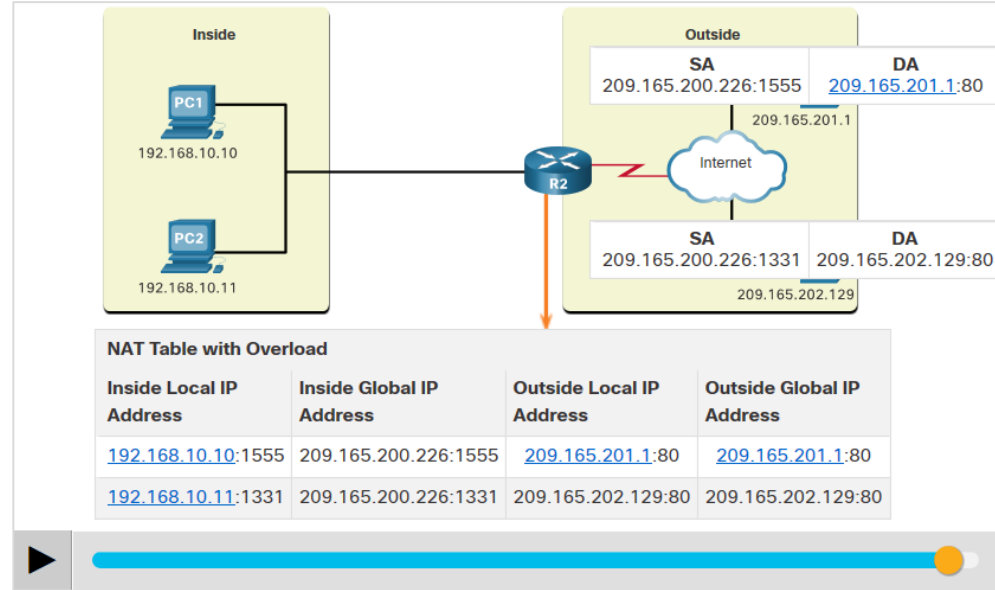 Inside
Outside
SA
DA
209.165.200.226:1555
209.165.201.1:80
PC1
209.165.201.1
192.168.10.10
Internet
R2
PC2
SA
DA
209.165.200.226:1331
209.165.202.129:80
192.168.10.11
209.165.202.129
NAT Table with Overload
Inside Local IP Address
Inside Global IP Address
Outside Local IP Address
Outside Global IP Address
192.168.10.10:1555
209.165.200.226:1555
209.165.201.1:80
209.165.201.1:80
192.168.10.11:1331
209.165.200.226:1331
209.165.202.129:80
209.165.202.129:80